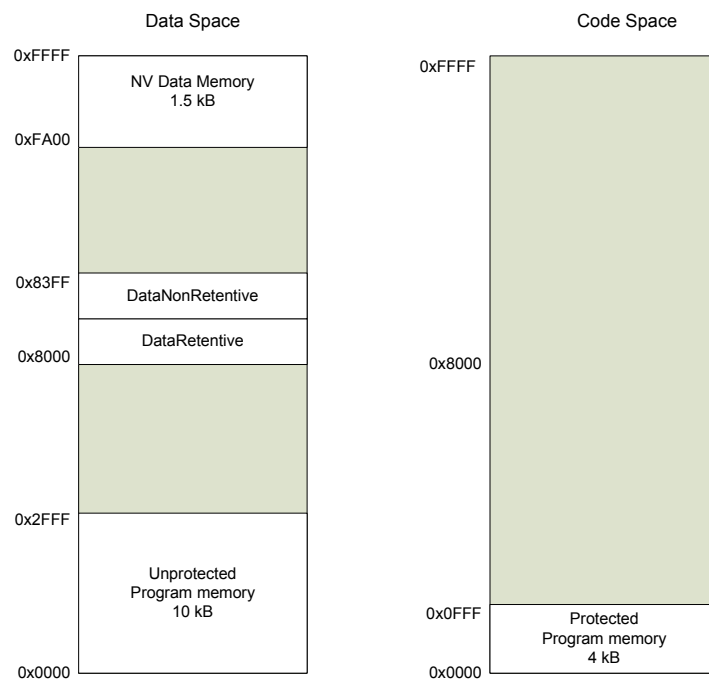 Data Space
0xFFFF
NV Data Memory
1.5 kB
0xFA00
0x83FF
DataNonRetentive
DataRetentive
0x8000
0x2FFF
Unprotected
Program memory
10 kB
0x0000
Code Space
0xFFFF
0x8000
0x0FFF
Protected
Program memory
4 kB
0x0000